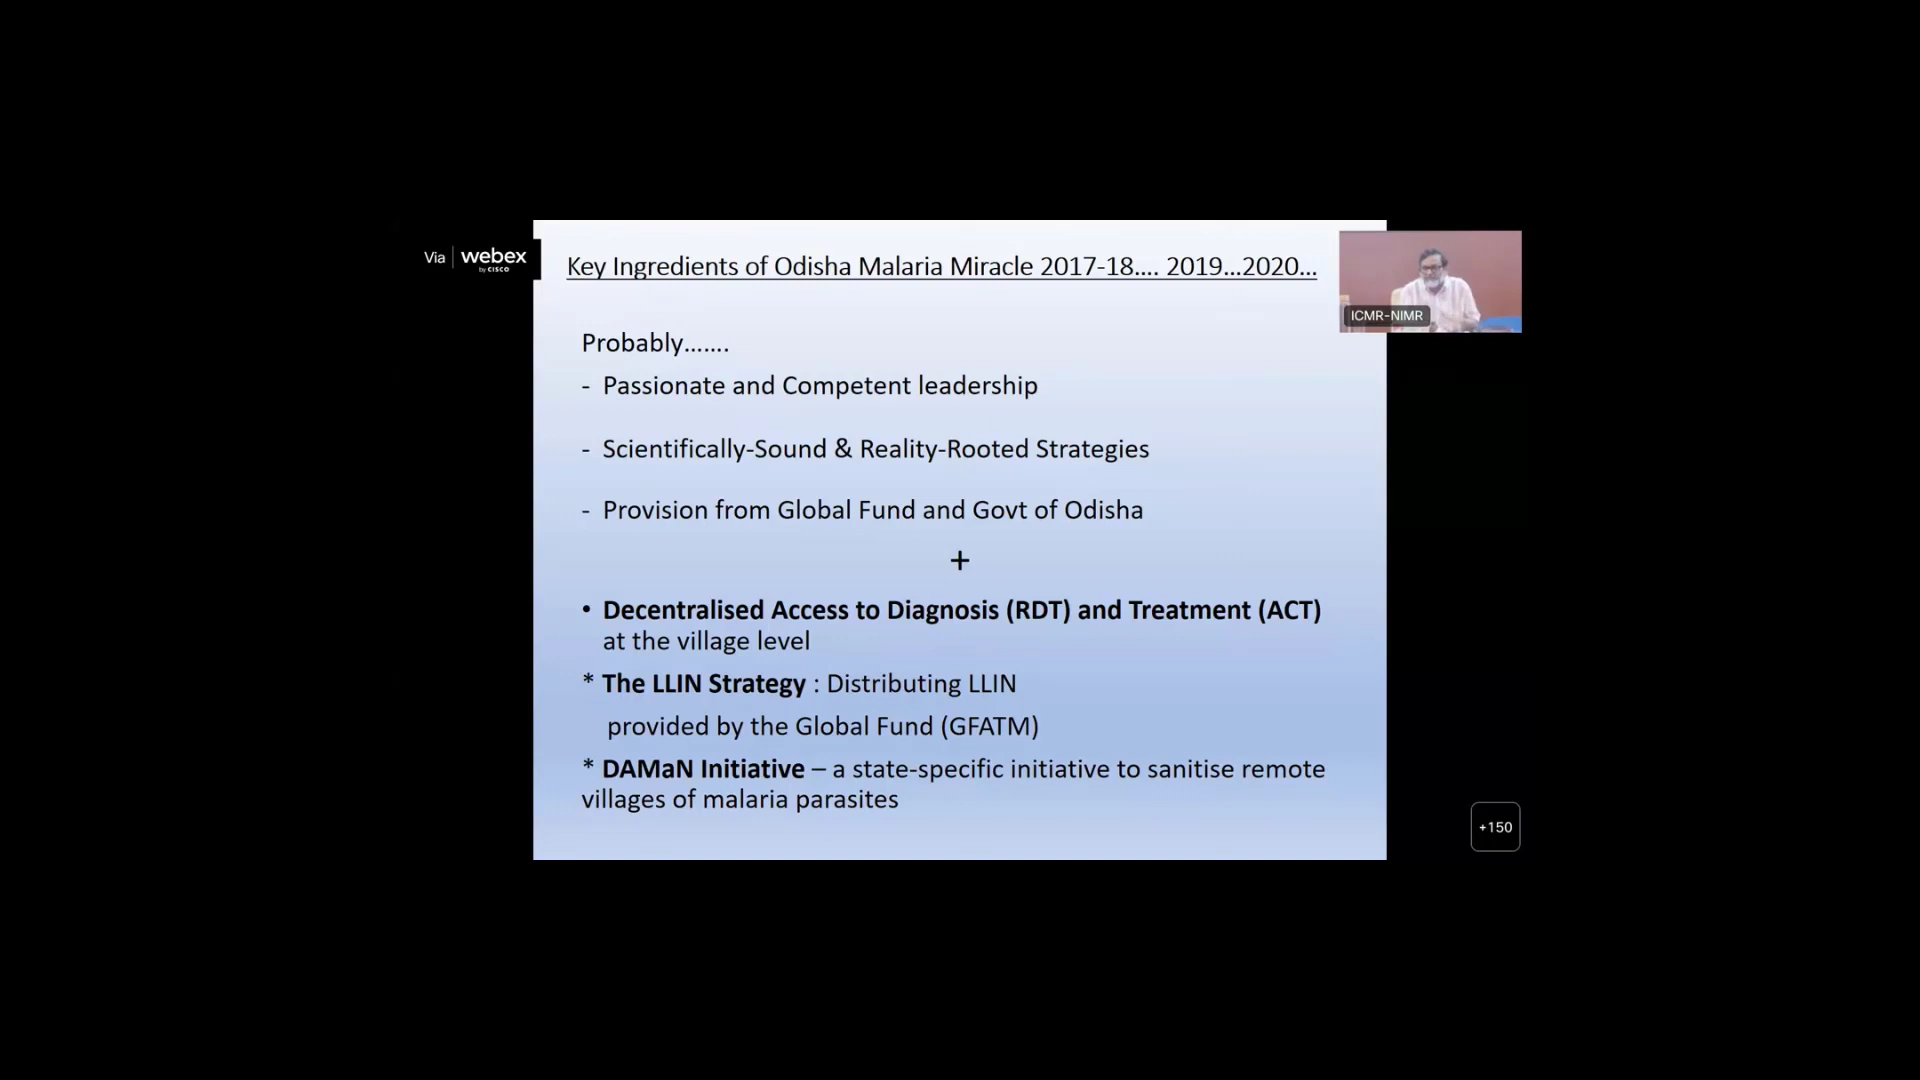 Via webex
by CISCO
Key Ingredients of Odisha Malaria Miracle 2017-18.... 2019...2020...
ICMR-NIMR
Probably.......
- Passionate and Competent leadership
- Scientifically-Sound & Reality-Rooted Strategies
- Provision from Global Fund and Govt of Odisha
+
• Decentralised Access to Diagnosis (RDT) and Treatment (ACT)
at the village level
* The LLIN Strategy : Distributing LLIN
provided by the Global Fund (GFATM)
* DAMaN Initiative – a state-specific initiative to sanitise remote
villages of malaria parasites
+150